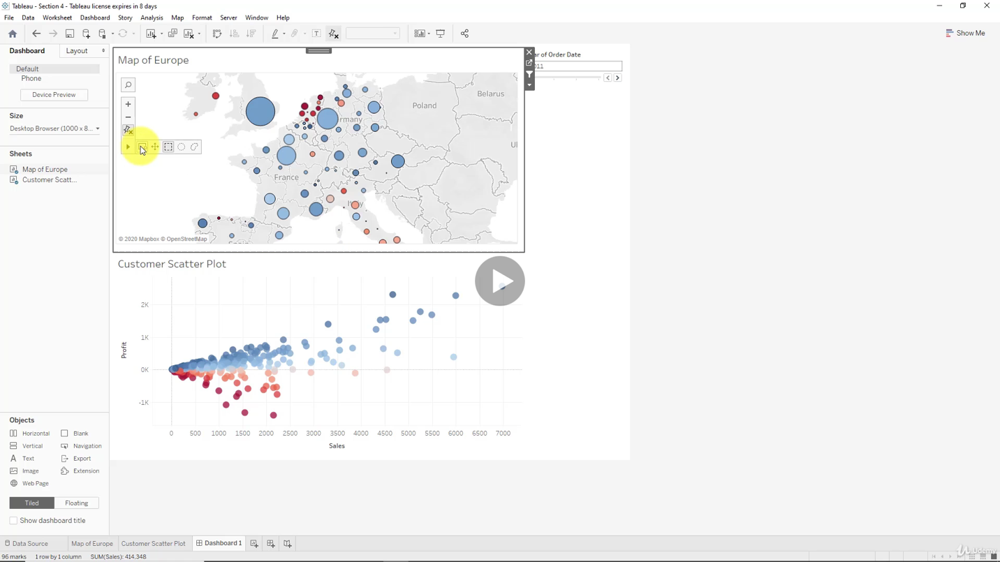 Tableau - Section 4 - Tableau license expires in 8 days
File Data Worksheet Dashboard Story Analysis Map Format Server Window Help
Show Me
Dashboard Layout
Default
Phone
Device Preview
Size
Desktop Browser (1000 x 8...
Sheets
Map of Europe
Customer Scatt...
Map of Europe
Belarus
Poland
France
© 2020 Mapbox © OpenStreetMap
of Order Date
Customer Scatter Plot
Profit
2K
1K
0K
-1K
0 500 1000 1500 2000 2500 3000 3500 4000 4500 5000 5500 6000 6500 7000
Sales
Objects
Horizontal Blank
Vertical Navigation
Text Export
Image Extension
Web Page
Tiled Floating
Show dashboard title
Data Source Map of Europe Customer Scatter Plot Dashboard 1
96 marks 1 row by 1 column SUM(Sales): 414,348
Udemy